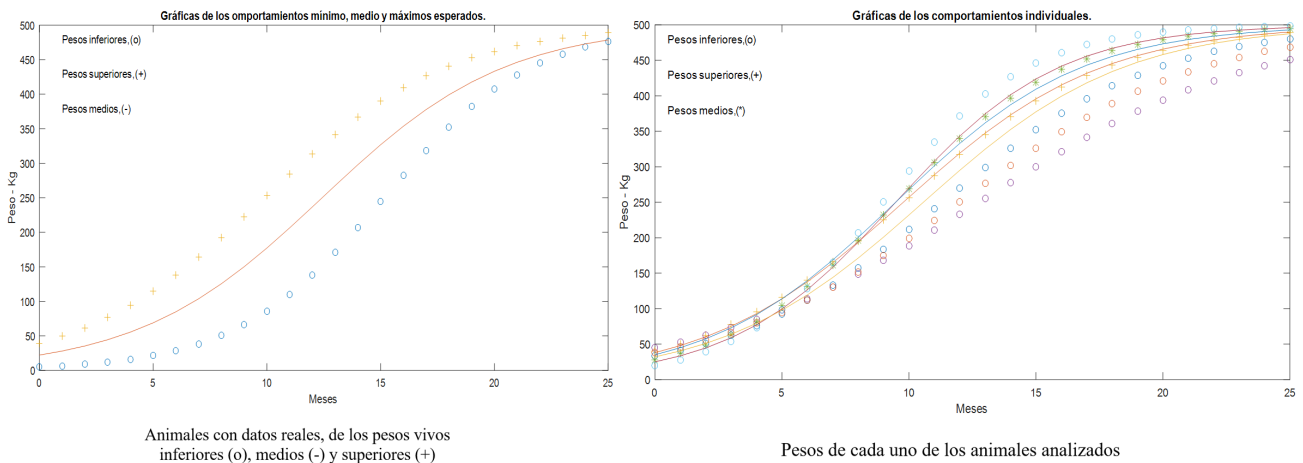 Gráficas de los omportamientos mínimo, medio y máximos esperados.
Pesos inferiores,(o)
Pesos superiores,(+)
Pesos medios,(-)
Peso - Kg
500
450
400
350
300
250
200
150
100
50
0
0 5 10 15 20 25
Meses
Animales con datos reales, de los pesos vivos
inferiores (o), medios (-) y superiores (+)
Gráficas de los comportamientos individuales.
Pesos inferiores,(o)
Pesos superiores,(+)
Pesos medios,(*)
Peso - Kg
500
450
400
350
300
250
200
150
100
50
0
0 5 10 15 20 25
Meses
Pesos de cada uno de los animales analizados